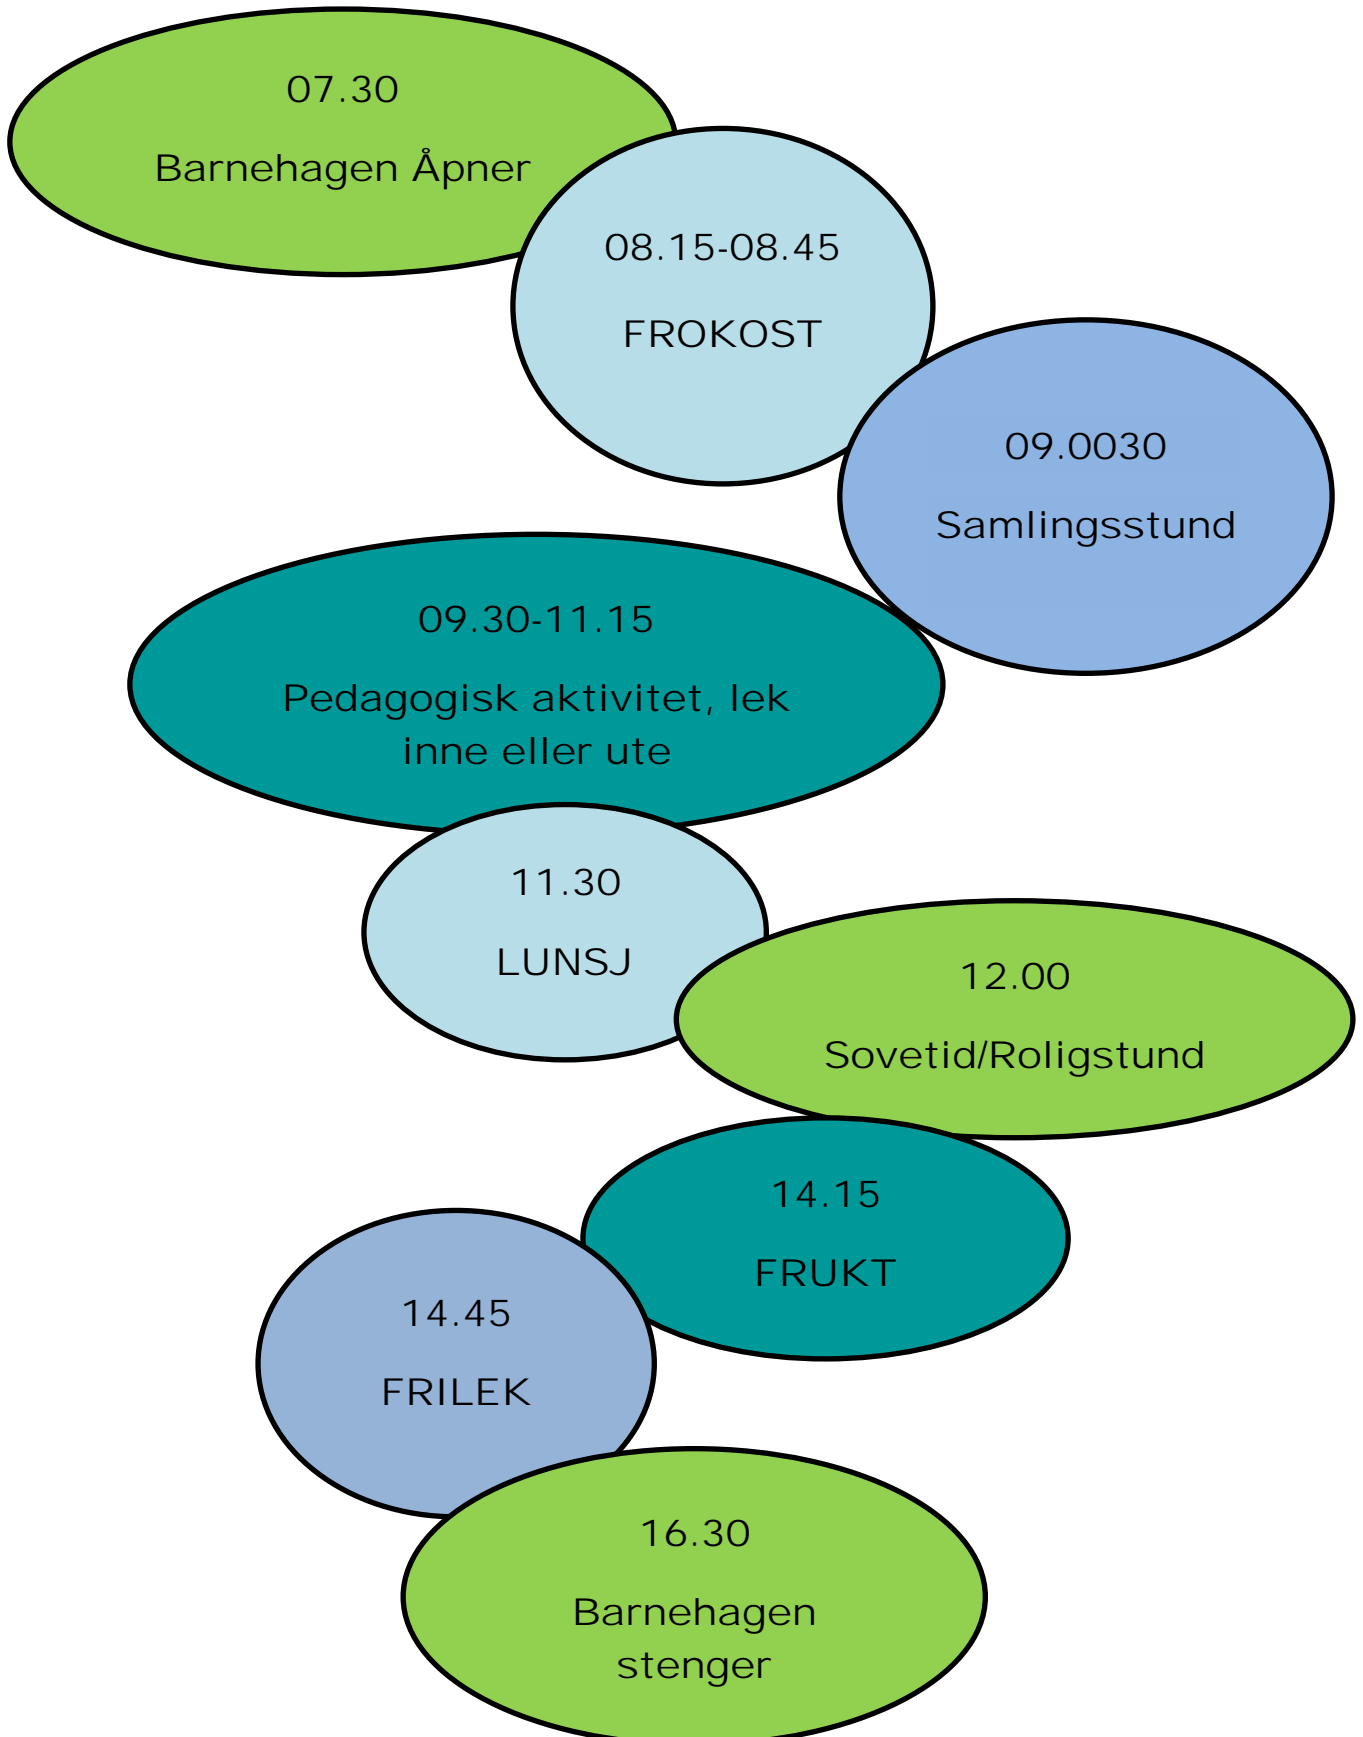 07.30
Barnehagen Åpner
08.15-08.45
FROKOST
09.0030
Samlingsstund
09.30-11.15
Pedagogisk aktivitet, lek
inne eller ute
11.30
LUNSJ
12.00
Sovetid/Roligstund
14.15
FRUKT
14.45
FRILEK
16.30
Barnehagen
stenger